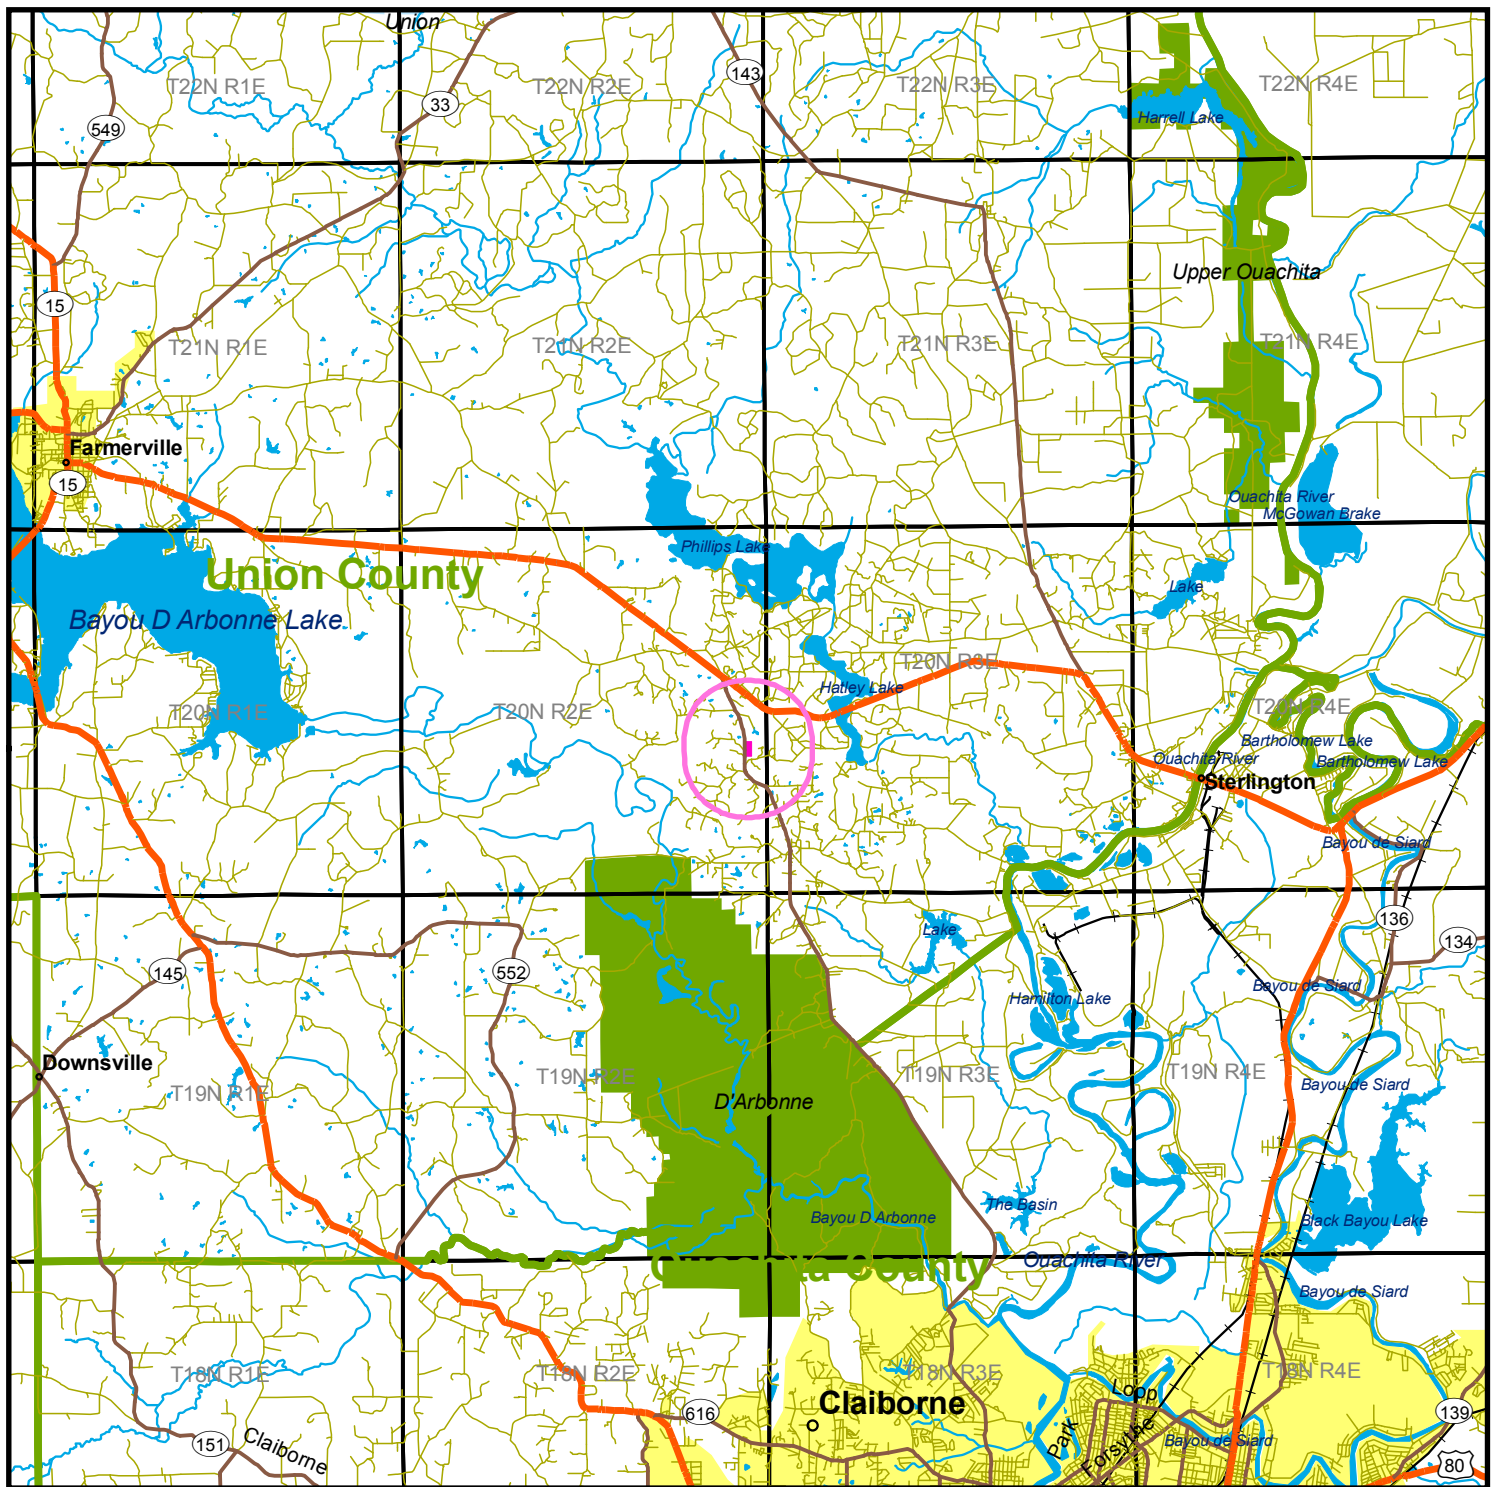 Union
T22N R1E
T22N R2E
T22N R3E
T22N R4E
143
33
549
Harrell Lake
Upper Ouachita
15
T21N R1E
T21N R2E
T21N R3E
T21N R4E
Farmerville
15
Ouachita River
McGowan Brake
Phillips Lake
Union County
Lake
Bayou D Arbonne Lake
T20N R3E
Hatley Lake
T20N R1E
T20N R2E
T20N R4E
Bartholomew Lake
Ouachita River
Bartholomew Lake
Sterlington
Bayou de Siard
136
134
Lake
145
552
Bayou de Siard
Hamilton Lake
Downsville
T19N R1E
T19N R2E
T19N R3E
T19N R4E
Bayou de Siard
D'Arbonne
The Basin
Bayou D Arbonne
Black Bayou Lake
Ouachita County
Ouachita River
Bayou de Siard
T18N R1E
T18N R2E
T18N R3E
T18N R4E
Loop
Claiborne
616
139
Park
Forsythe
Bayou de Siard
151
Claiborne
80